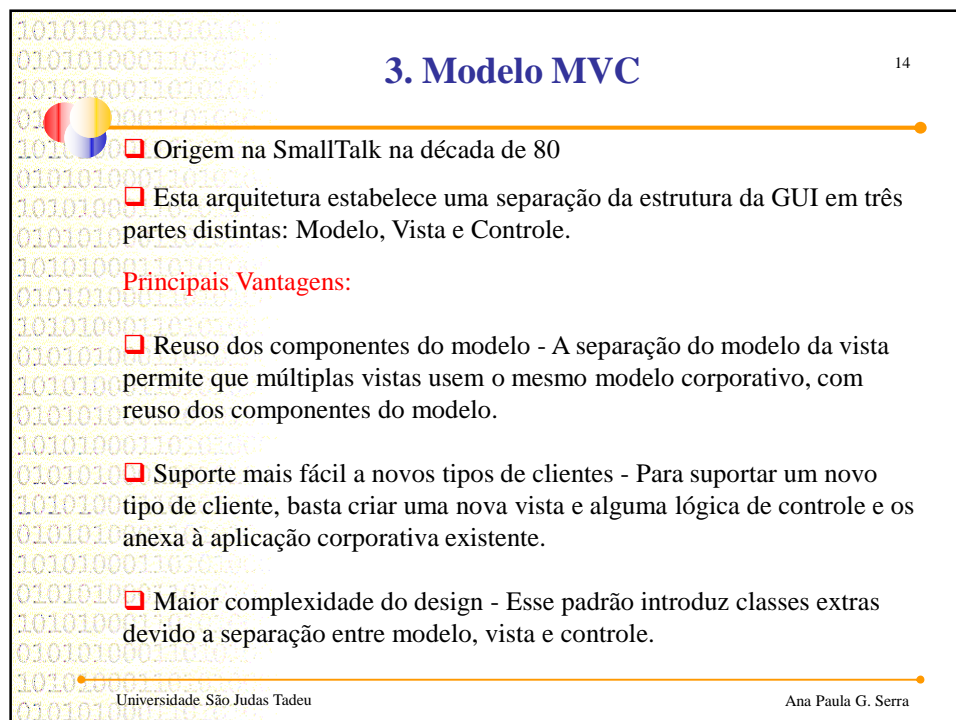 3. Modelo MVC
14
❑ Origem na SmallTalk na década de 80
❑ Esta arquitetura estabelece uma separação da estrutura da GUI em três
partes distintas: Modelo, Vista e Controle.
Principais Vantagens:
❑ Reuso dos componentes do modelo - A separação do modelo da vista
permite que múltiplas vistas usem o mesmo modelo corporativo, com
reuso dos componentes do modelo.
❑ Suporte mais fácil a novos tipos de clientes - Para suportar um novo
tipo de cliente, basta criar uma nova vista e alguma lógica de controle e os
anexa à aplicação corporativa existente.
❑ Maior complexidade do design - Esse padrão introduz classes extras
devido a separação entre modelo, vista e controle.
Universidade São Judas Tadeu
Ana Paula G. Serra